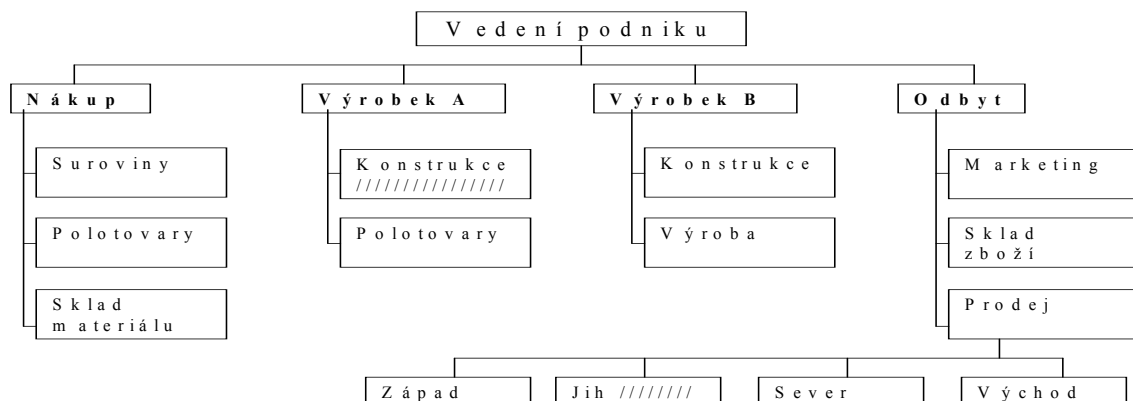 Vedení podniku
Nákup
Výrobek A
Výrobek B
Odbyt
Suroviny
Konstrukce
////////////////
Konstrukce
Marketing
Polotovary
Polotovary
Výroba
Sklad
zboží
Sklad
materiálu
Prodej
Západ
Jih ////////
Sever
Východ